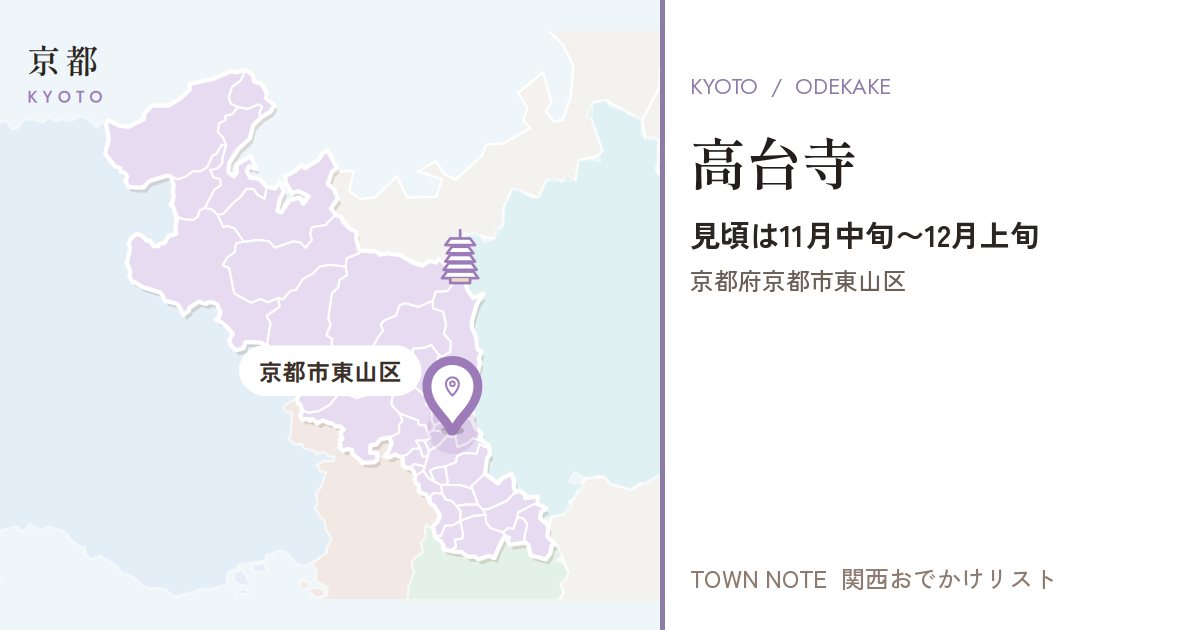 京都
KYOTO
京都市東山区
KYOTO / ODEKAKE
高台寺
見頃は11月中旬〜12月上旬
京都府京都市東山区
TOWN NOTE 関西おでかけリスト